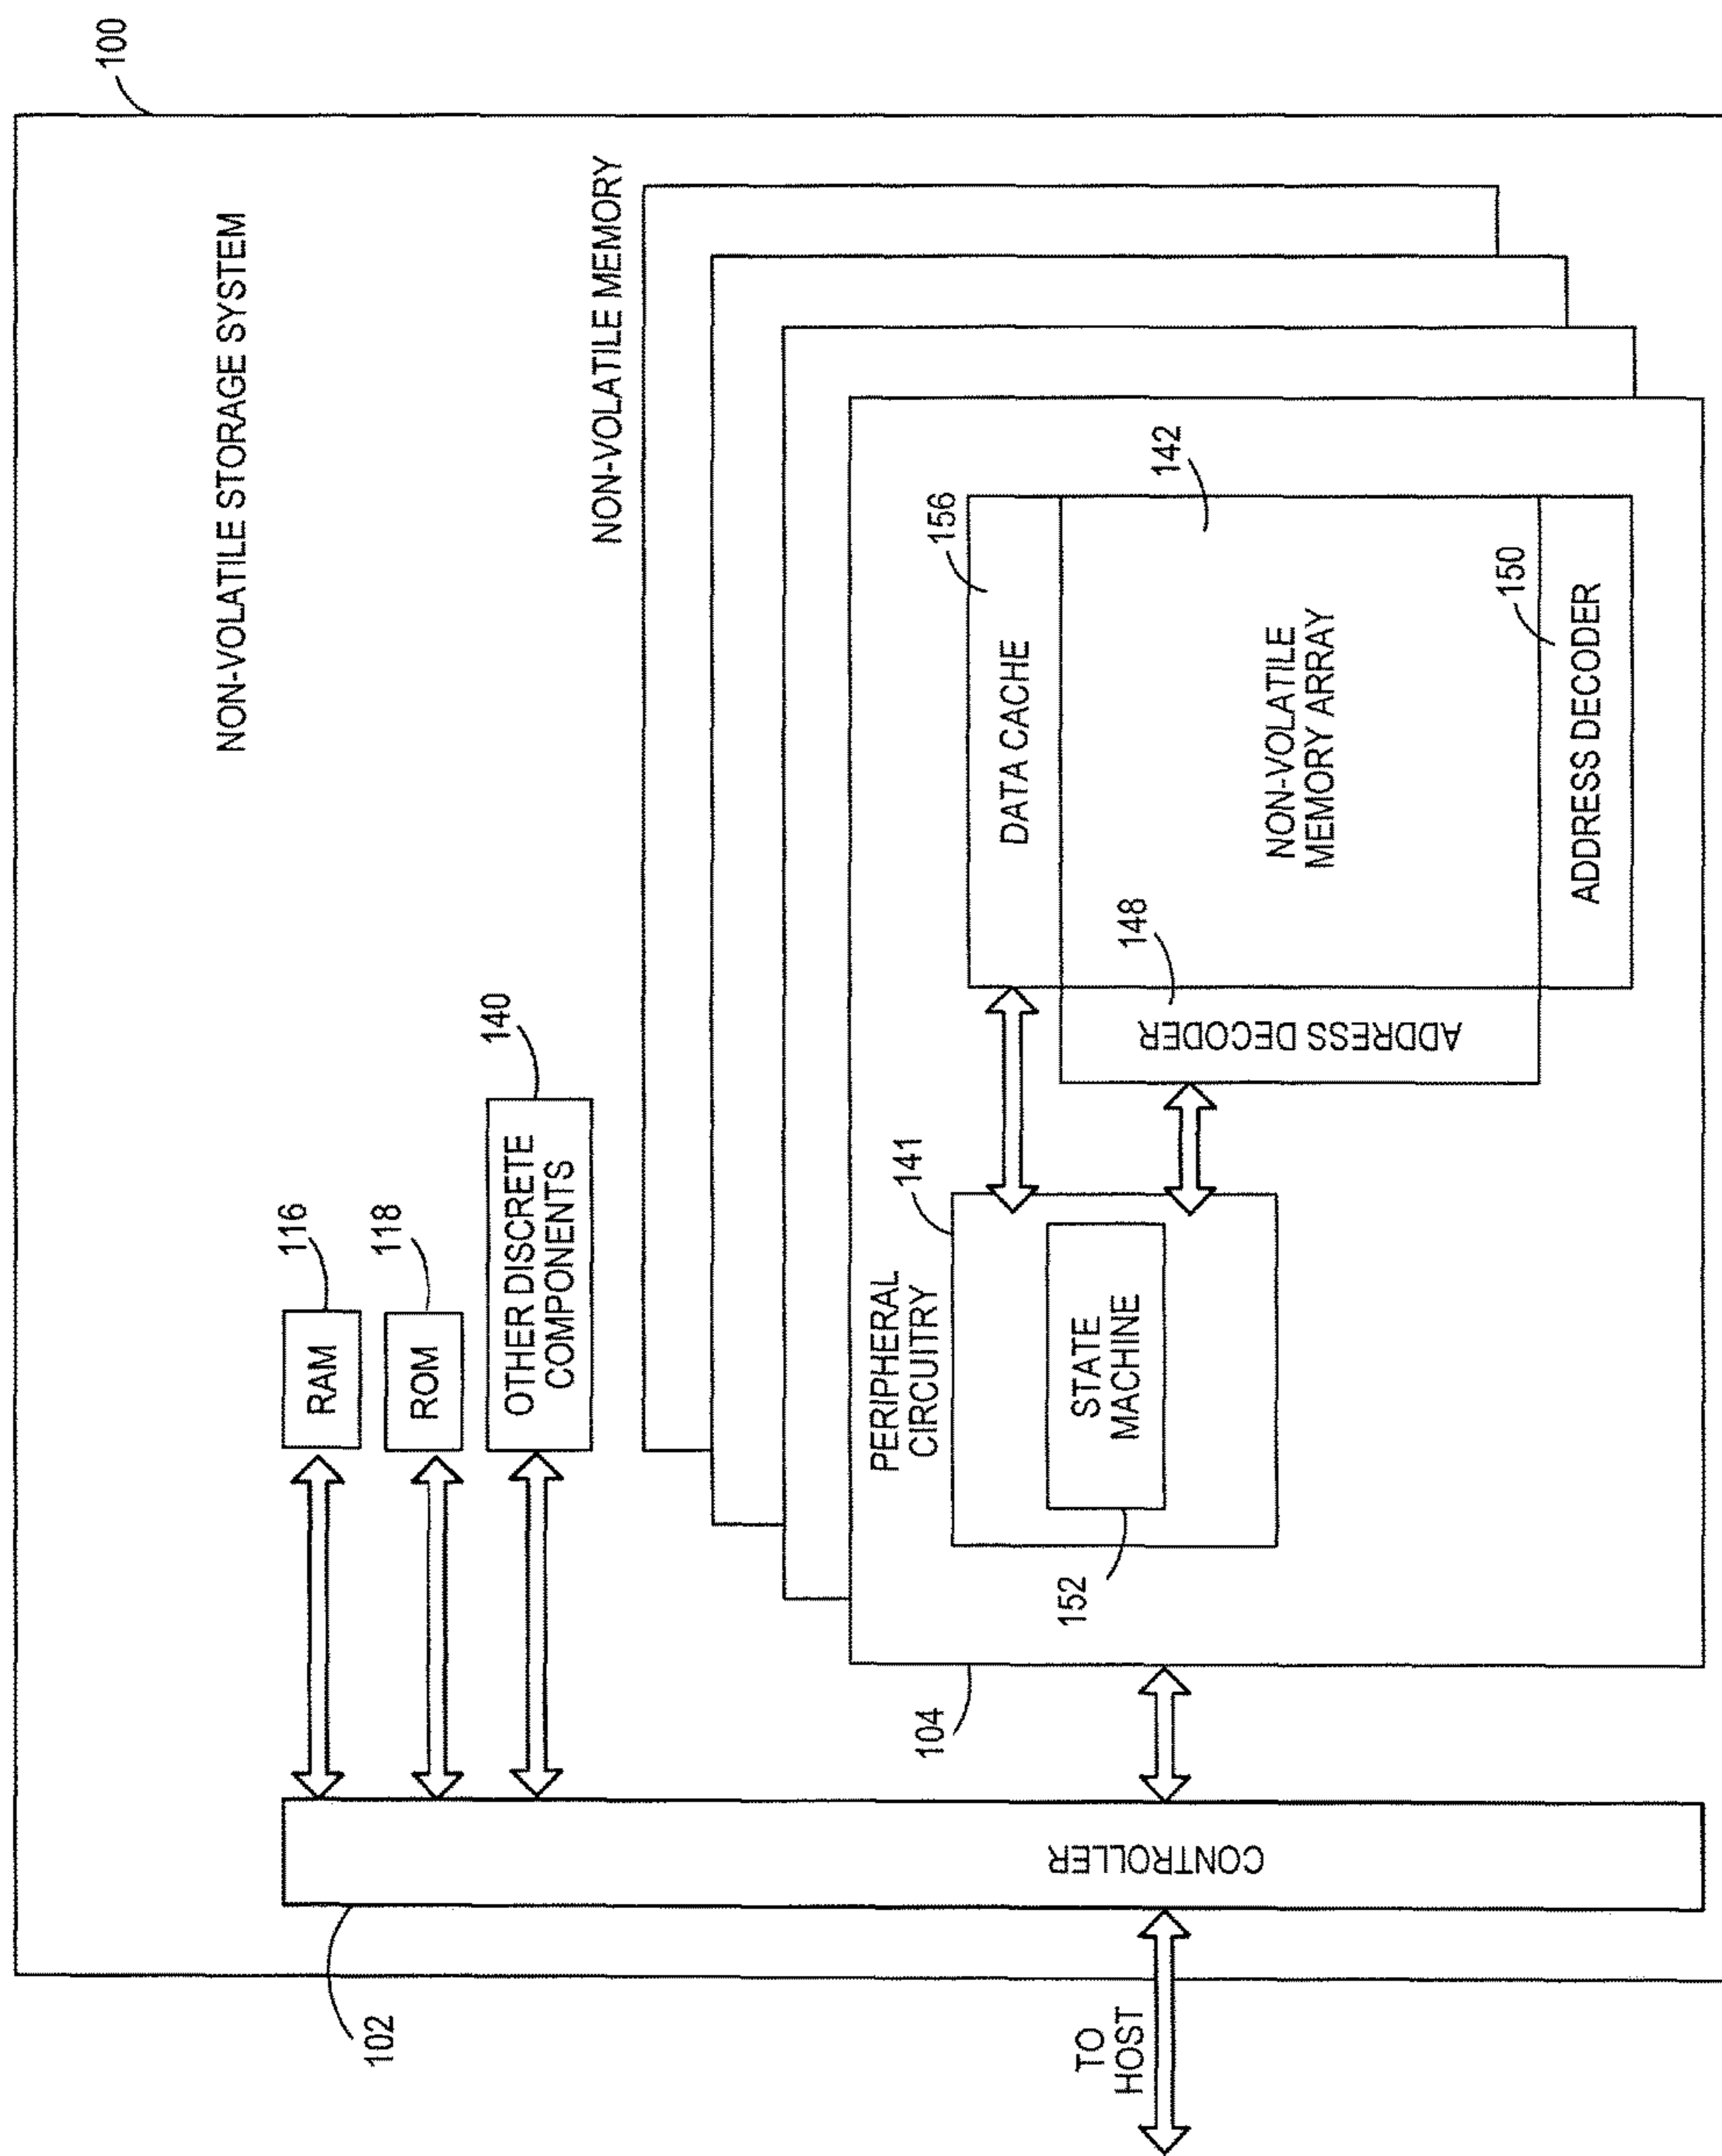 100
NON-VOLATILE STORAGE SYSTEM
116
RAM
118
ROM
140
OTHER DISCRETE
COMPONENTS
NON-VOLATILE MEMORY
102
CONTROLLER
TO
HOST
104
PERIPHERAL
CIRCUITRY
141
STATE
MACHINE
152
156
DATA CACHE
148
ADDRESS DECODER
142
NON-VOLATILE
MEMORY ARRAY
150
ADDRESS DECODER